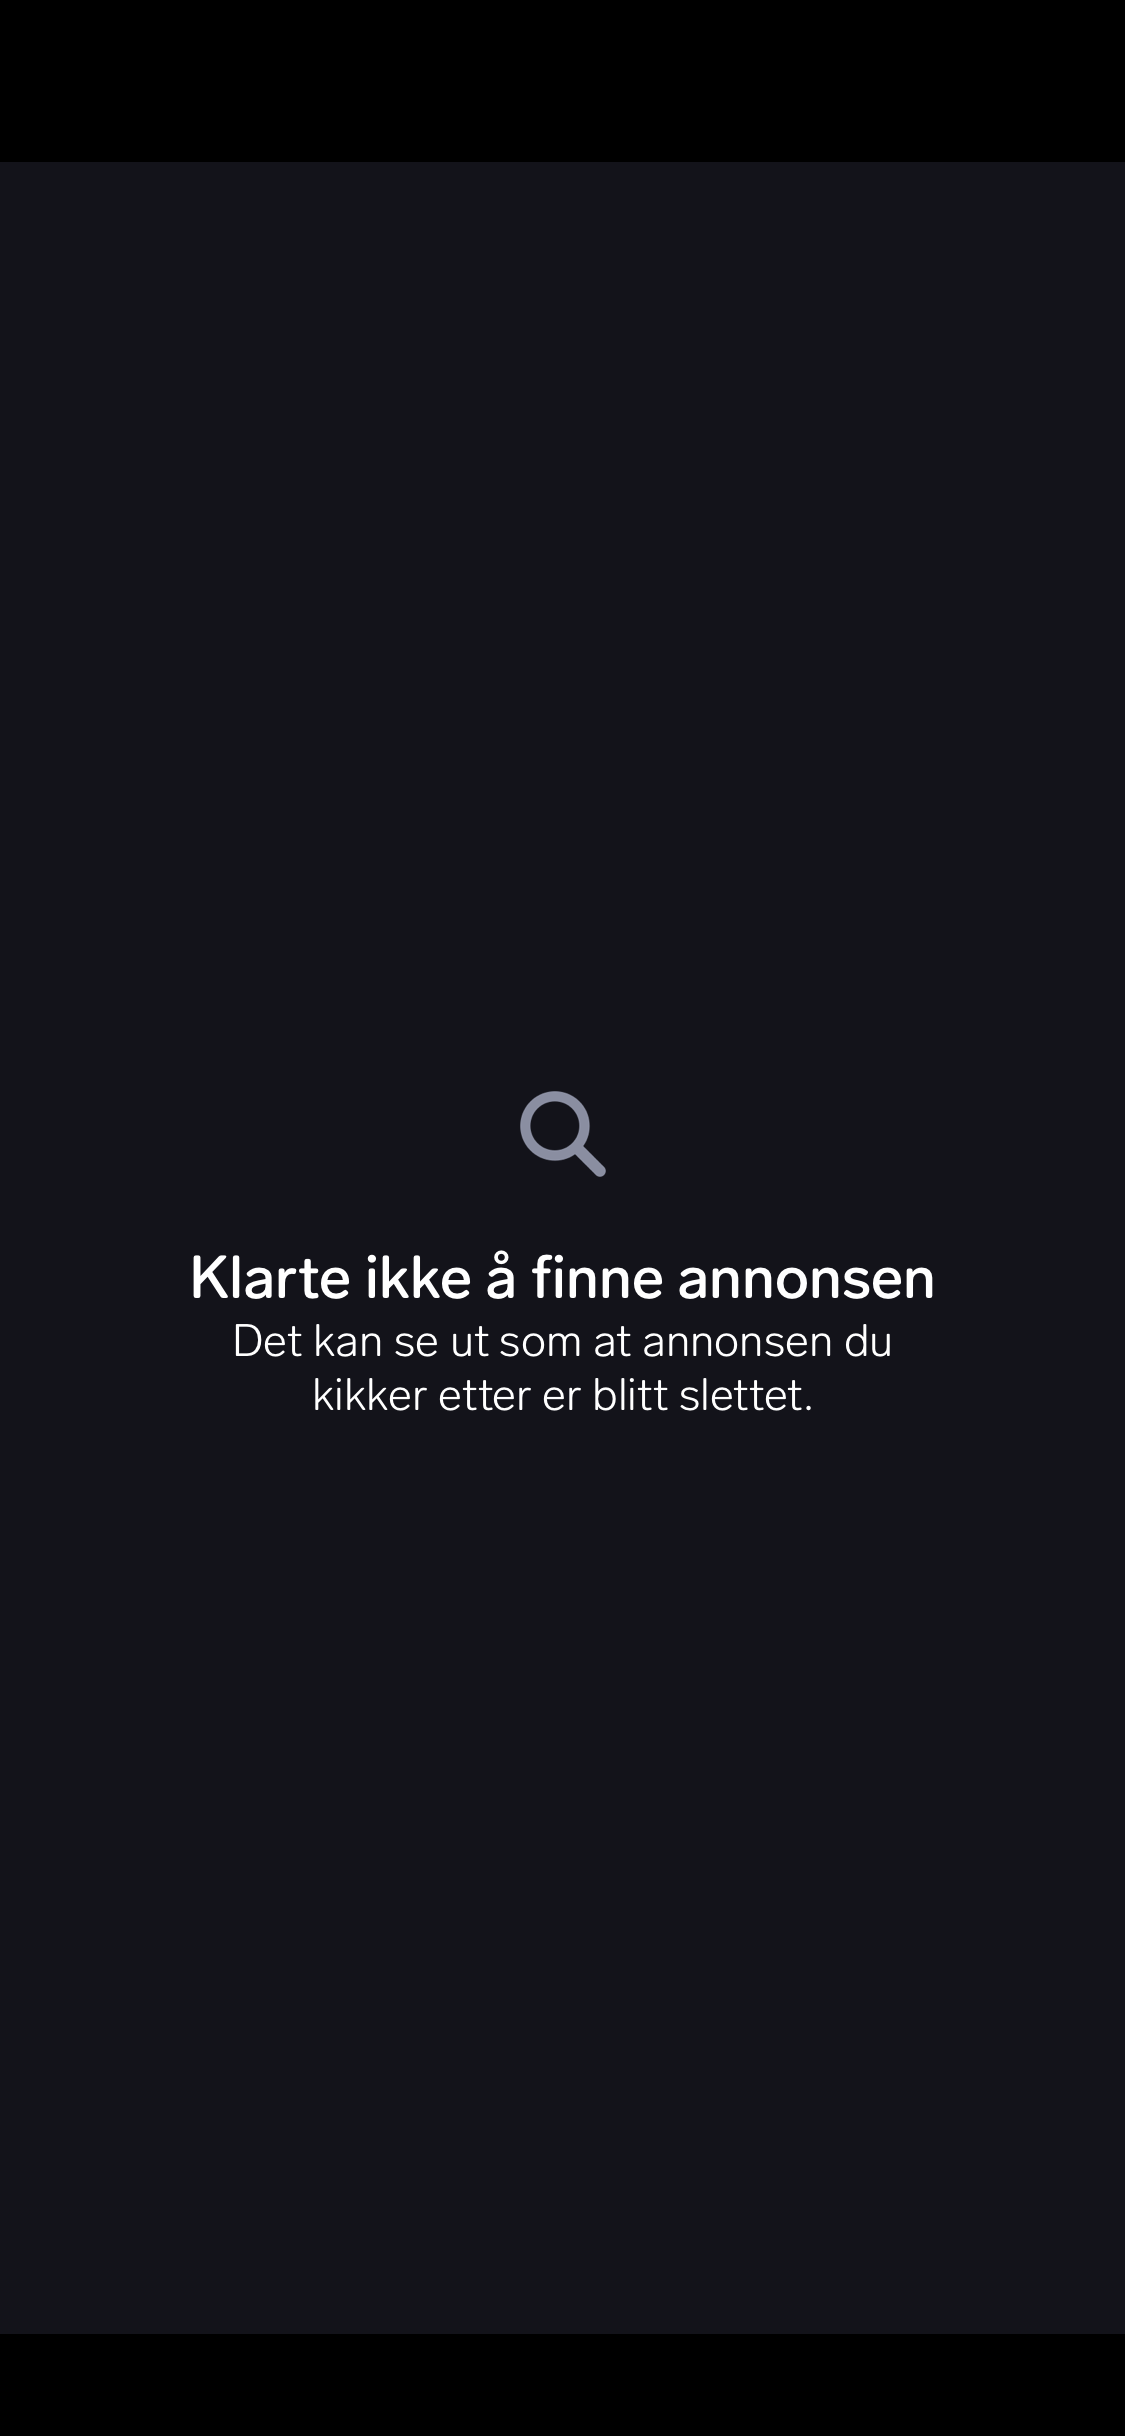 Klarte ikke å finne annonsen
Det kan se ut som at annonsen du
kikker etter er blitt slettet.